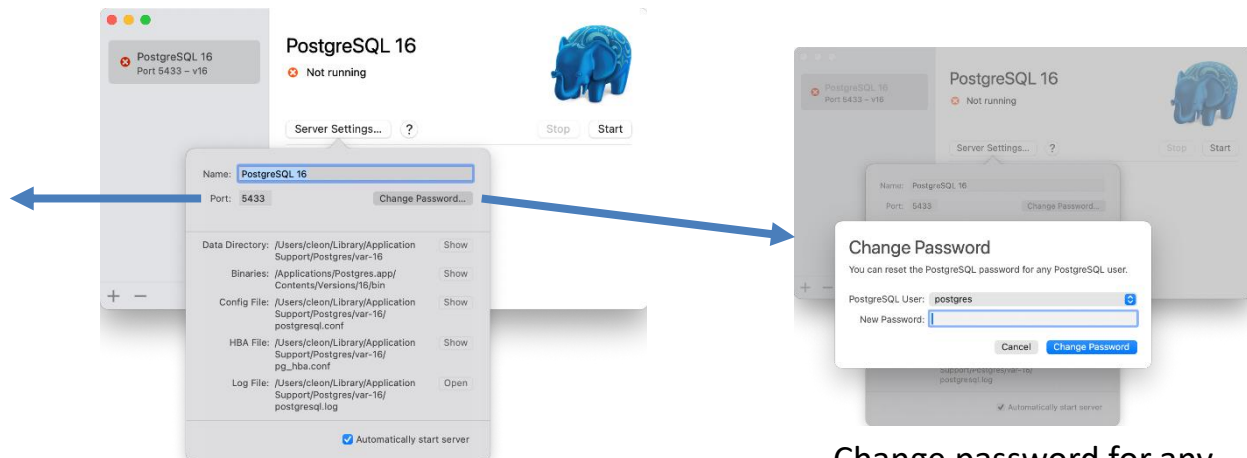 PostgreSQL 16
Port 5433 – v16
PostgreSQL 16
Not running
Server Settings...
?
Stop
Start
Name: PostgreSQL 16
Port: 5433
Change Password...
Data Directory: /Users/cleon/Library/Application
Support/Postgres/var-16
Show
Binaries: /Applications/Postgres.app/
Contents/Versions/16/bin
Show
Config File: /Users/cleon/Library/Application
Support/Postgres/var-16/
postgresql.conf
Show
HBA File: /Users/cleon/Library/Application
Support/Postgres/var-16/
pg_hba.conf
Show
Log File: /Users/cleon/Library/Application
Support/Postgres/var-16/
postgresql.log
Open
Automatically start server
PostgreSQL 16
Port 5433 – v16
PostgreSQL 16
Not running
Server Settings...
?
Stop
Start
Name: PostgreSQL 16
Port: 5433
Change Password...
Change Password
You can reset the PostgreSQL password for any PostgreSQL user.
PostgreSQL User: postgres
New Password:
Cancel
Change Password
Support/Postgres/var-16/
postgresql.log
Automatically start server
Change password for any